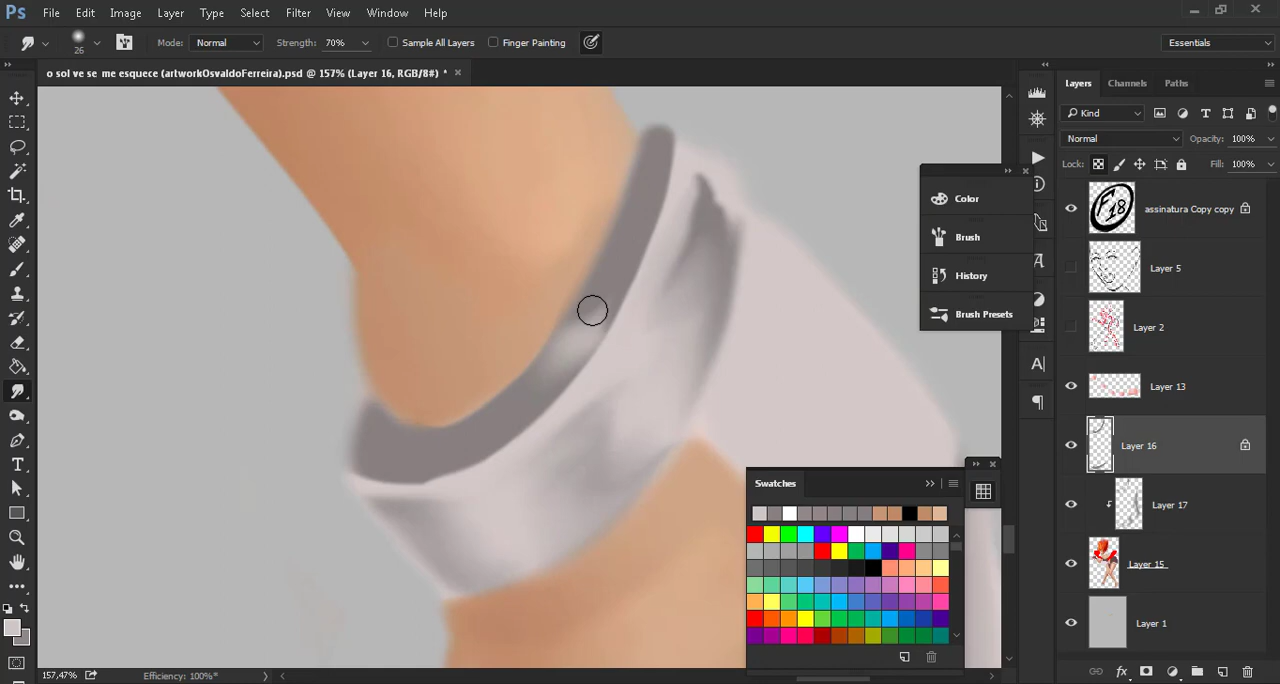 Ps File Edit Image Layer Type Select Filter View Window Help
26 Mode: Normal Strength: 70% Sample All Layers Finger Painting Essentials
o sol ve se me esquece (artworkOsvaldoFerreira).psd @ 157% (Layer 16, RGB/8#) * ×
Layers Channels Paths
Kind
Normal Opacity: 100%
Lock: Fill: 100%
F18 assinatura Copy copy
Layer 5
Layer 2
Layer 13
Layer 16
Layer 17
Layer 15
Layer 1
Color
Brush
History
Brush Presets
Swatches
157,47% Efficiency: 100%*